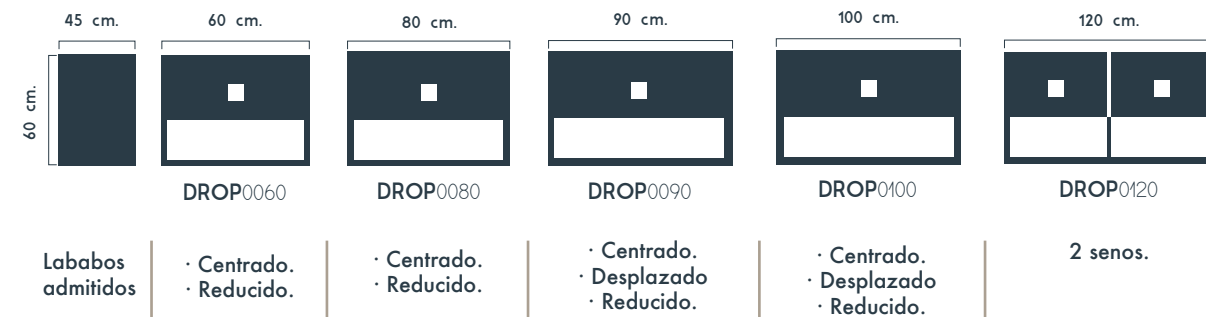 45 cm.
60 cm.
80 cm.
90 cm.
100 cm.
120 cm.
60 cm.
DROP0060
DROP0080
DROP0090
DROP0100
DROP0120
Lababos
admitidos
· Centrado.
· Reducido.
· Centrado.
· Reducido.
· Centrado.
· Desplazado
· Reducido.
· Centrado.
· Desplazado
· Reducido.
2 senos.